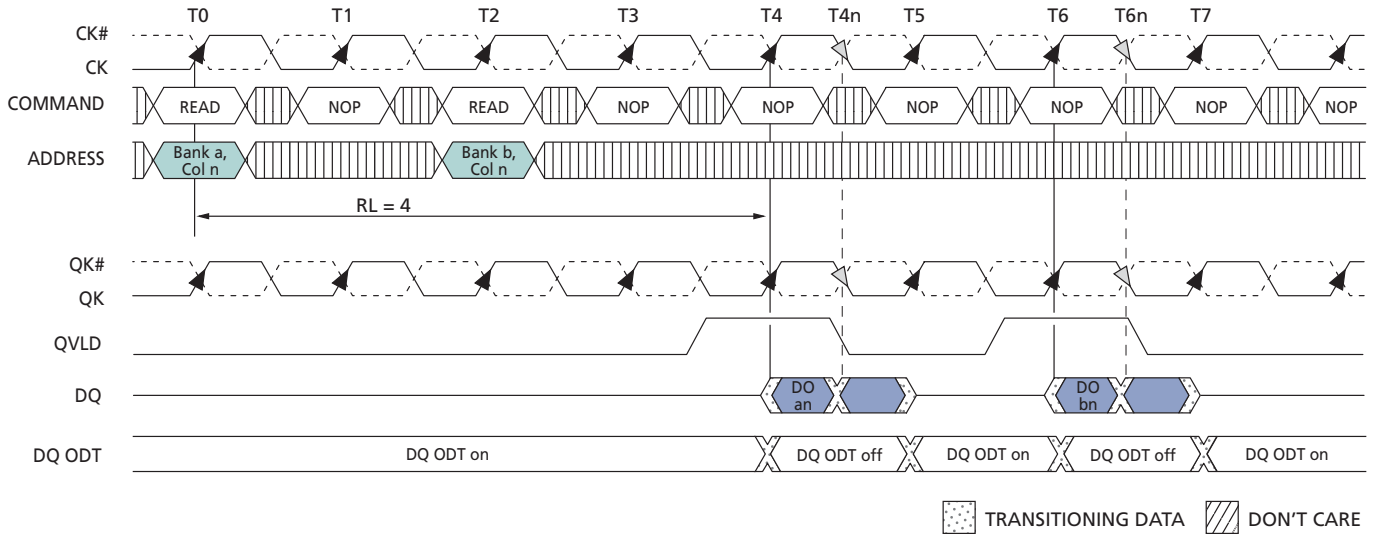 T0 T1 T2 T3 T4 T4n T5 T6 T6n T7
CK#
CK
COMMAND READ NOP READ NOP NOP NOP NOP NOP NOP
ADDRESS Bank a, Col n Bank b, Col n
RL = 4
QK#
QK
QVLD
DQ DO an DO bn
DQ ODT DQ ODT on DQ ODT off DQ ODT on DQ ODT off DQ ODT on
TRANSITIONING DATA DON'T CARE